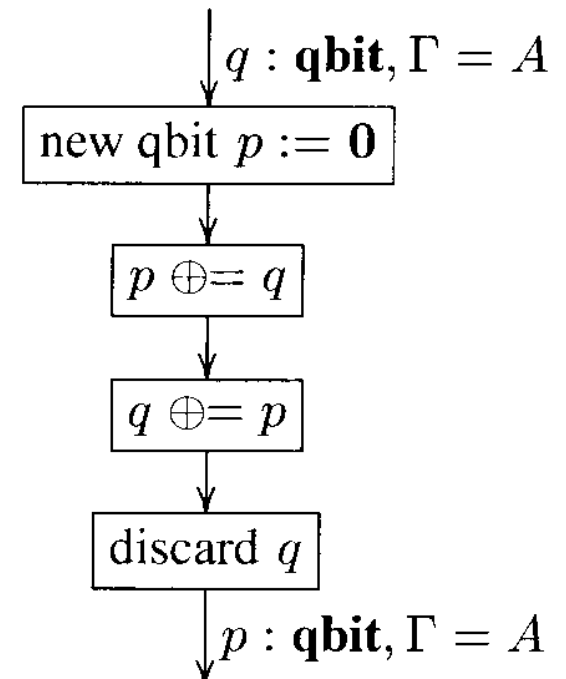 q : qbit, Γ = A
new qbit p := 0
p ⊕= q
q ⊕= p
discard q
p : qbit, Γ = A